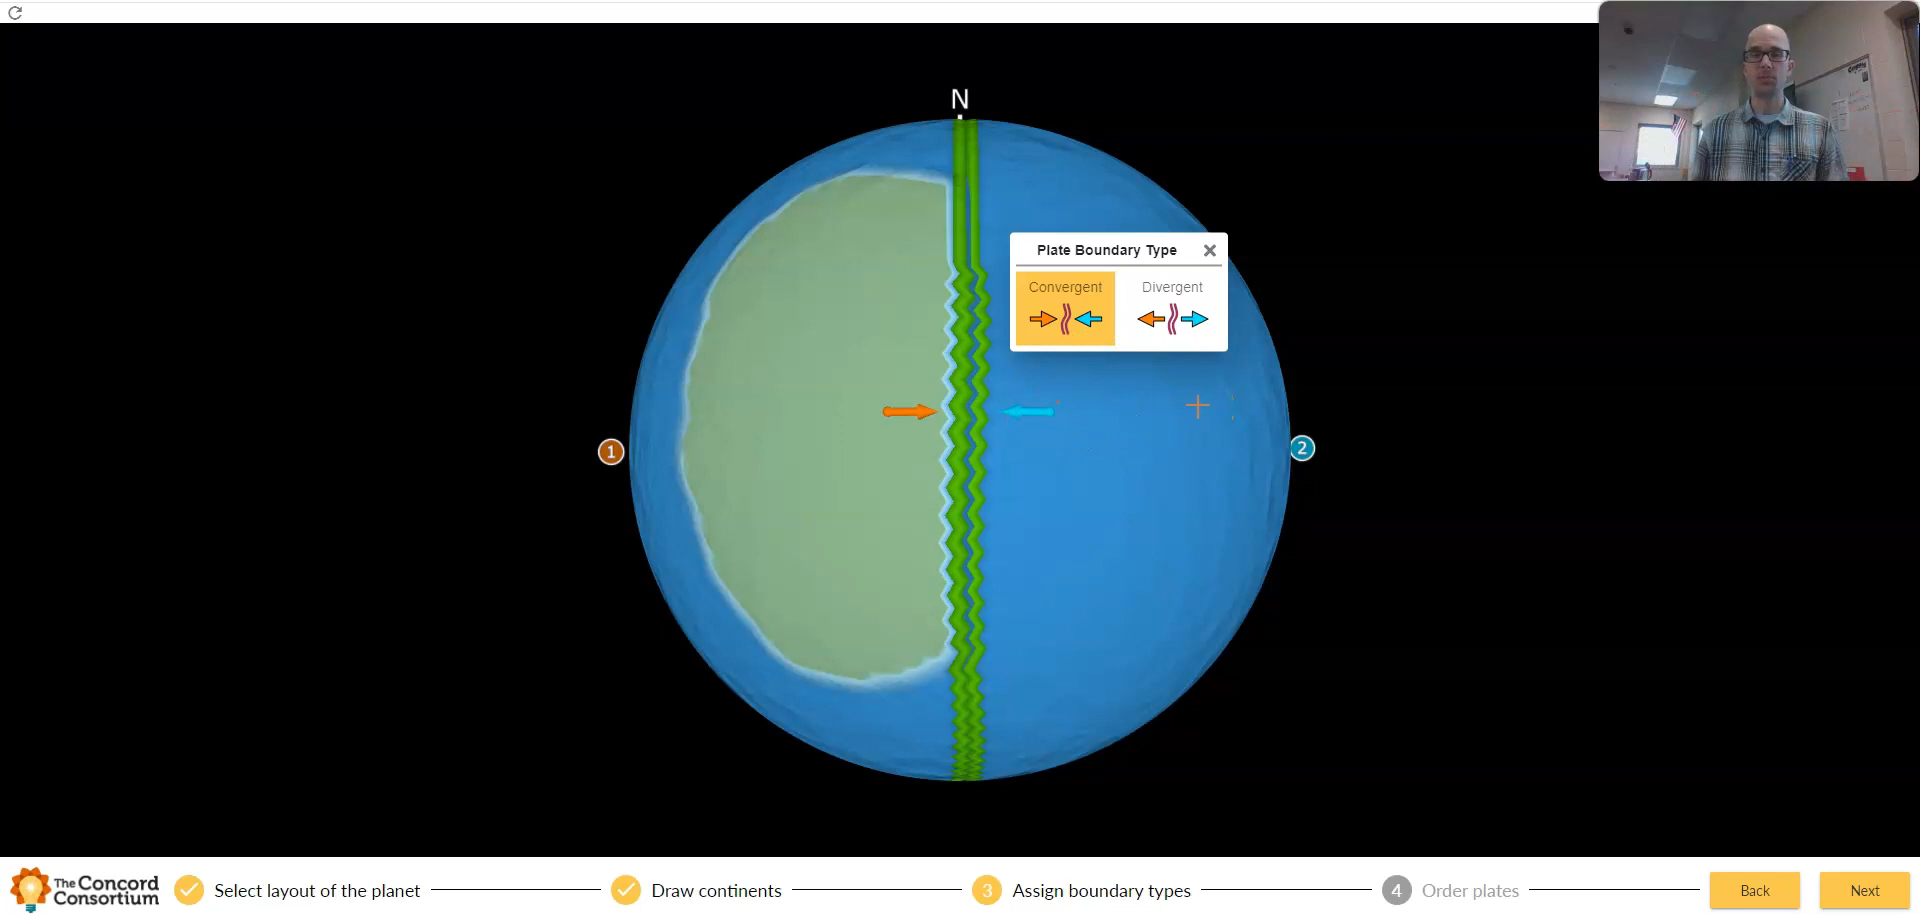 N
Plate Boundary Type
Convergent Divergent
1
2
The Concord
Consortium
Select layout of the planet
Draw continents
3 Assign boundary types
4 Order plates
Back
Next